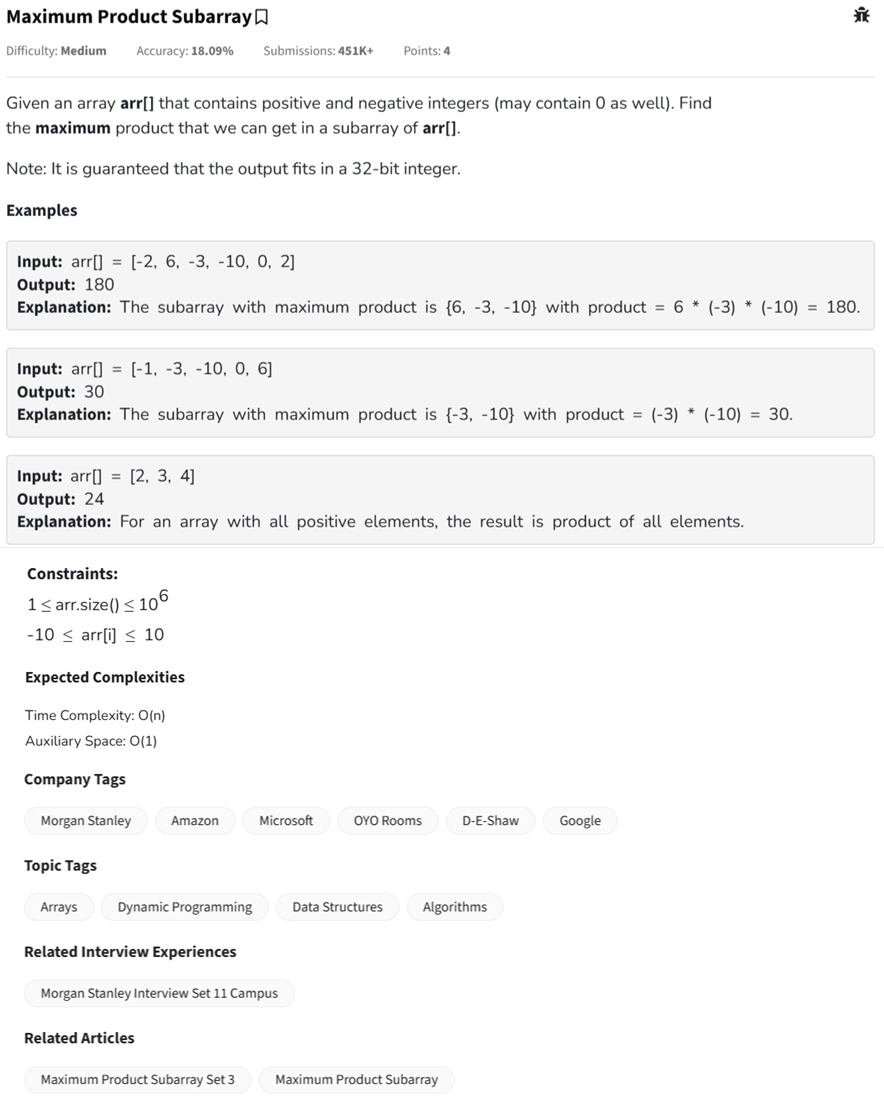 Maximum Product Subarray
Difficulty: Medium Accuracy: 18.09% Submissions: 451K+ Points: 4
Given an array arr[] that contains positive and negative integers (may contain 0 as well). Find
the maximum product that we can get in a subarray of arr[].
Note: It is guaranteed that the output fits in a 32-bit integer.
Examples
Input: arr[] = [-2, 6, -3, -10, 0, 2]
Output: 180
Explanation: The subarray with maximum product is {6, -3, -10} with product = 6 * (-3) * (-10) = 180.
Input: arr[] = [-1, -3, -10, 0, 6]
Output: 30
Explanation: The subarray with maximum product is {-3, -10} with product = (-3) * (-10) = 30.
Input: arr[] = [2, 3, 4]
Output: 24
Explanation: For an array with all positive elements, the result is product of all elements.
Constraints:
1 ≤ arr.size() ≤ 10⁶
-10 ≤ arr[i] ≤ 10
Expected Complexities
Time Complexity: O(n)
Auxiliary Space: O(1)
Company Tags
Morgan Stanley Amazon Microsoft OYO Rooms D-E-Shaw Google
Topic Tags
Arrays Dynamic Programming Data Structures Algorithms
Related Interview Experiences
Morgan Stanley Interview Set 11 Campus
Related Articles
Maximum Product Subarray Set 3 Maximum Product Subarray